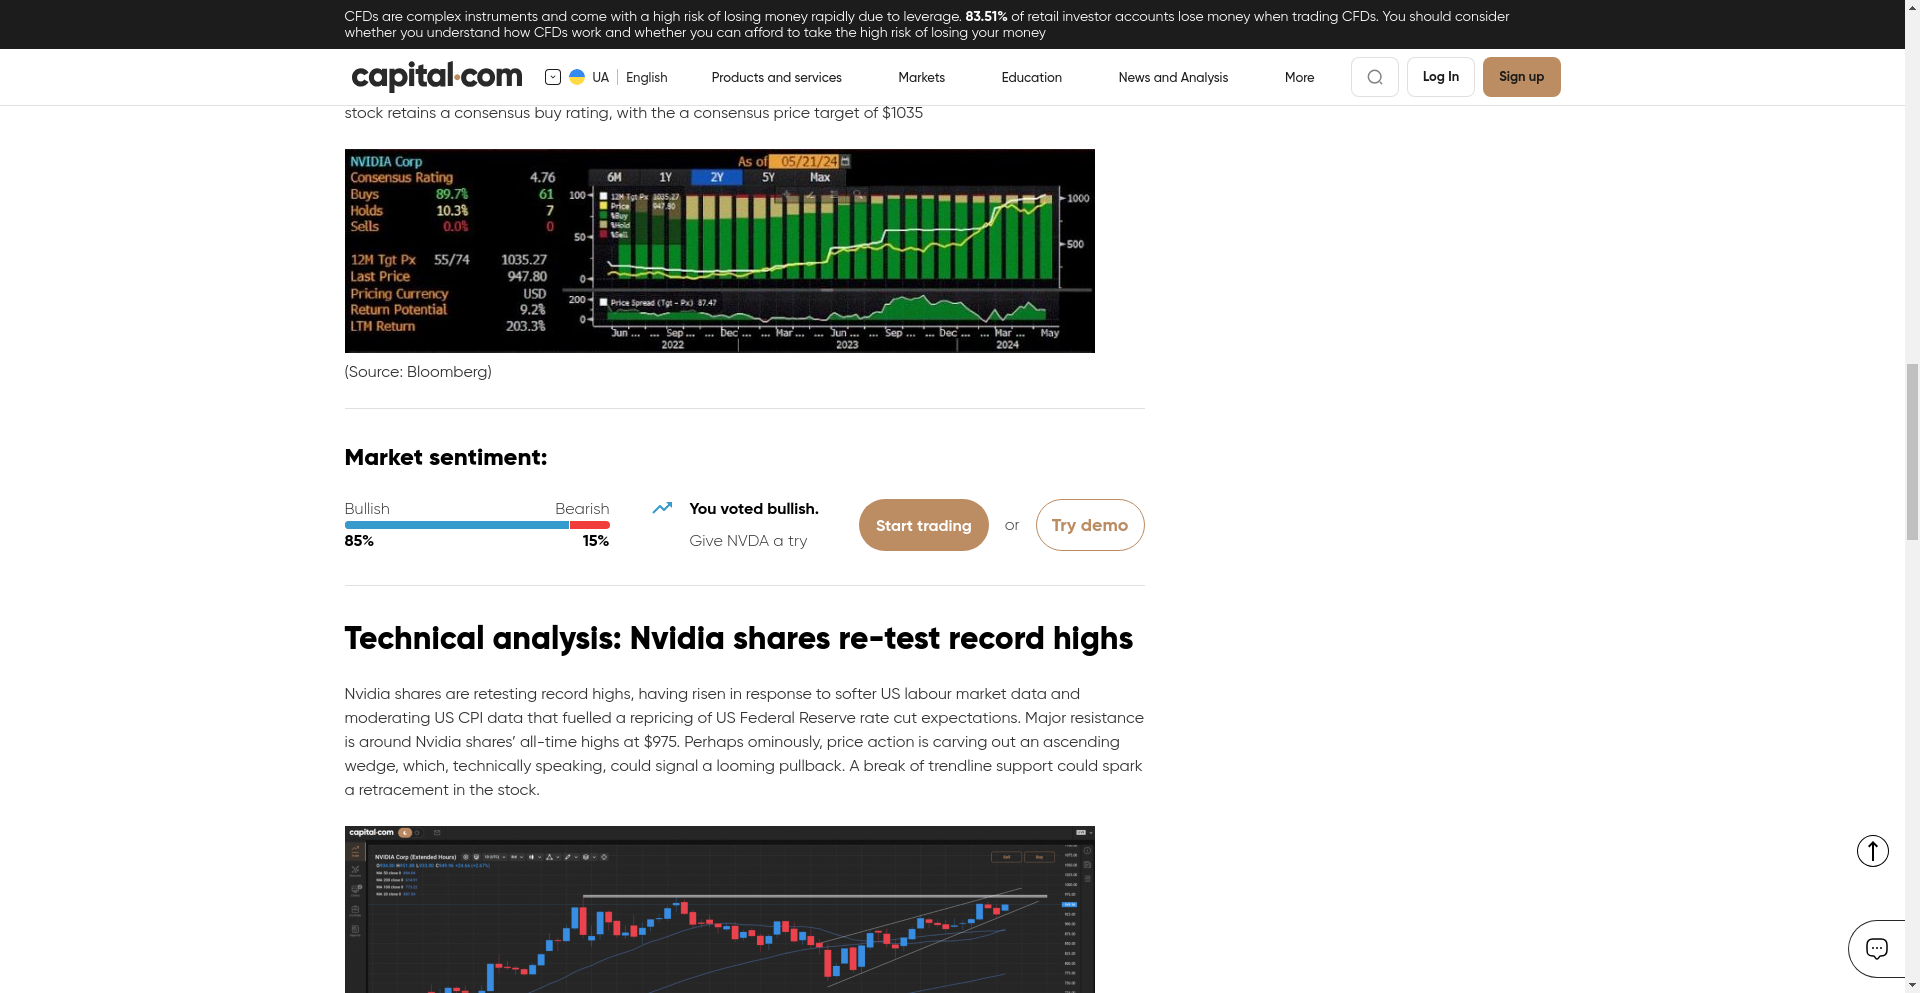 CFDs are complex instruments and come with a high risk of losing money rapidly due to leverage. 83.51% of retail investor accounts lose money when trading CFDs. You should consider
whether you understand how CFDs work and whether you can afford to take the high risk of losing your money
capital.com
UA English
Products and services
Markets
Education
News and Analysis
More
Log In
Sign up
stock retains a consensus buy rating, with the a consensus price target of $1035
NVIDIA Corp
As of 05/21/24
Consensus Rating 4.76
6M 1Y 2Y 5Y Max
Buys 89.7% 61
Holds 10.3% 7
Sells 0.0% 0
12M Tgt Px 55/74 1035.27
Last Price 947.80
Pricing Currency USD
Return Potential 9.2%
LTM Return 203.3%
100
50
0
200
0
1000
500
12M Tgt Px 1035.27
Price 947.80
%Buy
%Hold
%Sell
Price Spread (Tgt - Px) 87.47
Jun ... ... Sep ... ... Dec ... ... Mar ... ... Jun ... ... Sep ... ... Dec ... ... Mar ... May
2022 2023 2024
(Source: Bloomberg)
Market sentiment:
Bullish Bearish
85% 15%
You voted bullish.
Give NVDA a try
Start trading
or
Try demo
Technical analysis: Nvidia shares re-test record highs
Nvidia shares are retesting record highs, having risen in response to softer US labour market data and
moderating US CPI data that fuelled a repricing of US Federal Reserve rate cut expectations. Major resistance
is around Nvidia shares’ all-time highs at $975. Perhaps ominously, price action is carving out an ascending
wedge, which, technically speaking, could signal a looming pullback. A break of trendline support could spark
a retracement in the stock.
capital.com
NVIDIA Corp (Extended Hours)
Sell Buy